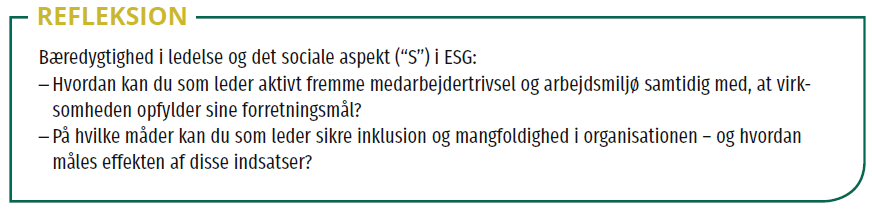 REFLEKSION
Bæredygtighed i ledelse og det sociale aspekt (“S”) i ESG:
– Hvordan kan du som leder aktivt fremme medarbejdertrivsel og arbejdsmiljø samtidig med, at virk-
somheden opfylder sine forretningsmål?
– På hvilke måder kan du som leder sikre inklusion og mangfoldighed i organisationen – og hvordan
måles effekten af disse indsatser?